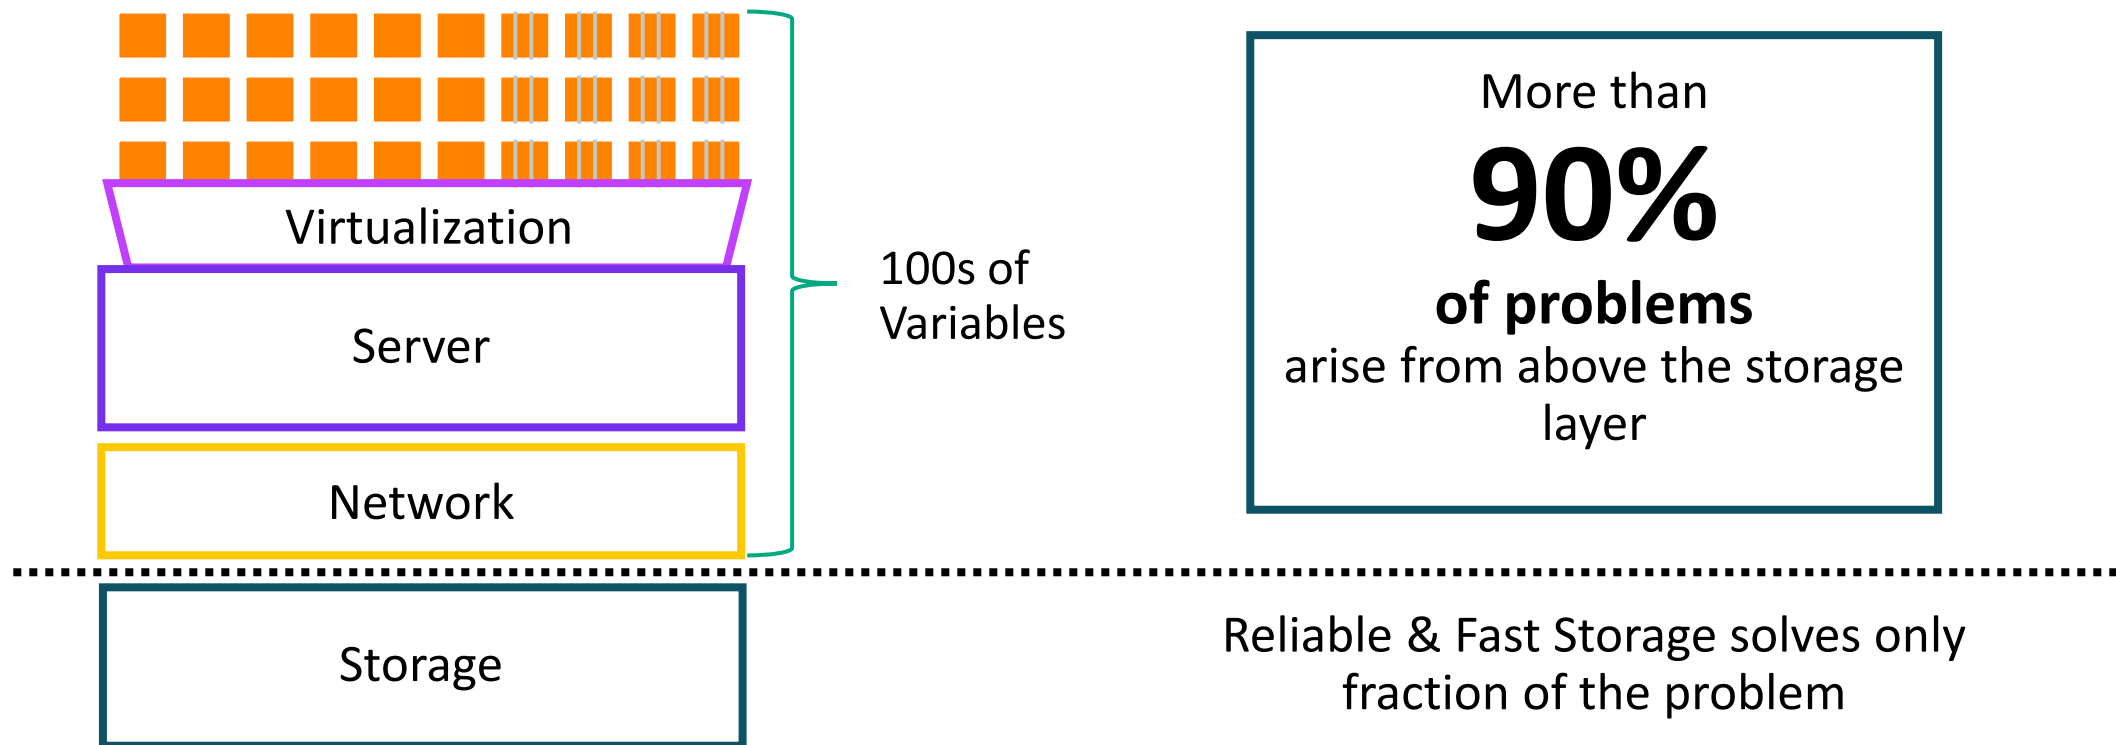 Virtualization
Server
Network
Storage
100s of
Variables
More than
90%
of problems
arise from above the storage
layer
Reliable & Fast Storage solves only
fraction of the problem